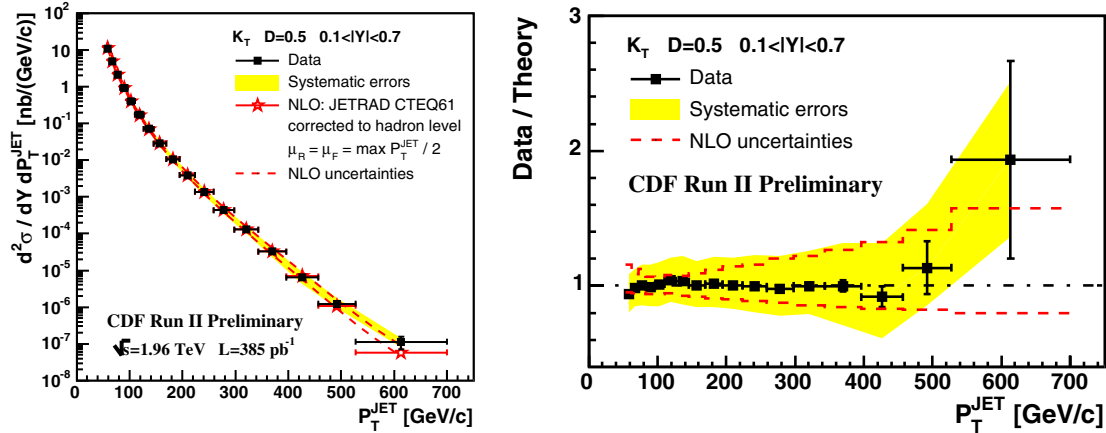 d²σ / dY dP_T^JET [nb/(GeV/c)]
10²
10
1
10⁻¹
10⁻²
10⁻³
10⁻⁴
10⁻⁵
10⁻⁶
10⁻⁷
10⁻⁸
K_T D=0.5 0.1<|Y|<0.7
Data
Systematic errors
NLO: JETRAD CTEQ61
corrected to hadron level
μ_R = μ_F = max P_T^JET / 2
NLO uncertainties
CDF Run II Preliminary
√s=1.96 TeV L=385 pb⁻¹
0 100 200 300 400 500 600 700
P_T^JET [GeV/c]
Data / Theory
3
2
1
K_T D=0.5 0.1<|Y|<0.7
Data
Systematic errors
NLO uncertainties
CDF Run II Preliminary
0 100 200 300 400 500 600 700
P_T^JET [GeV/c]